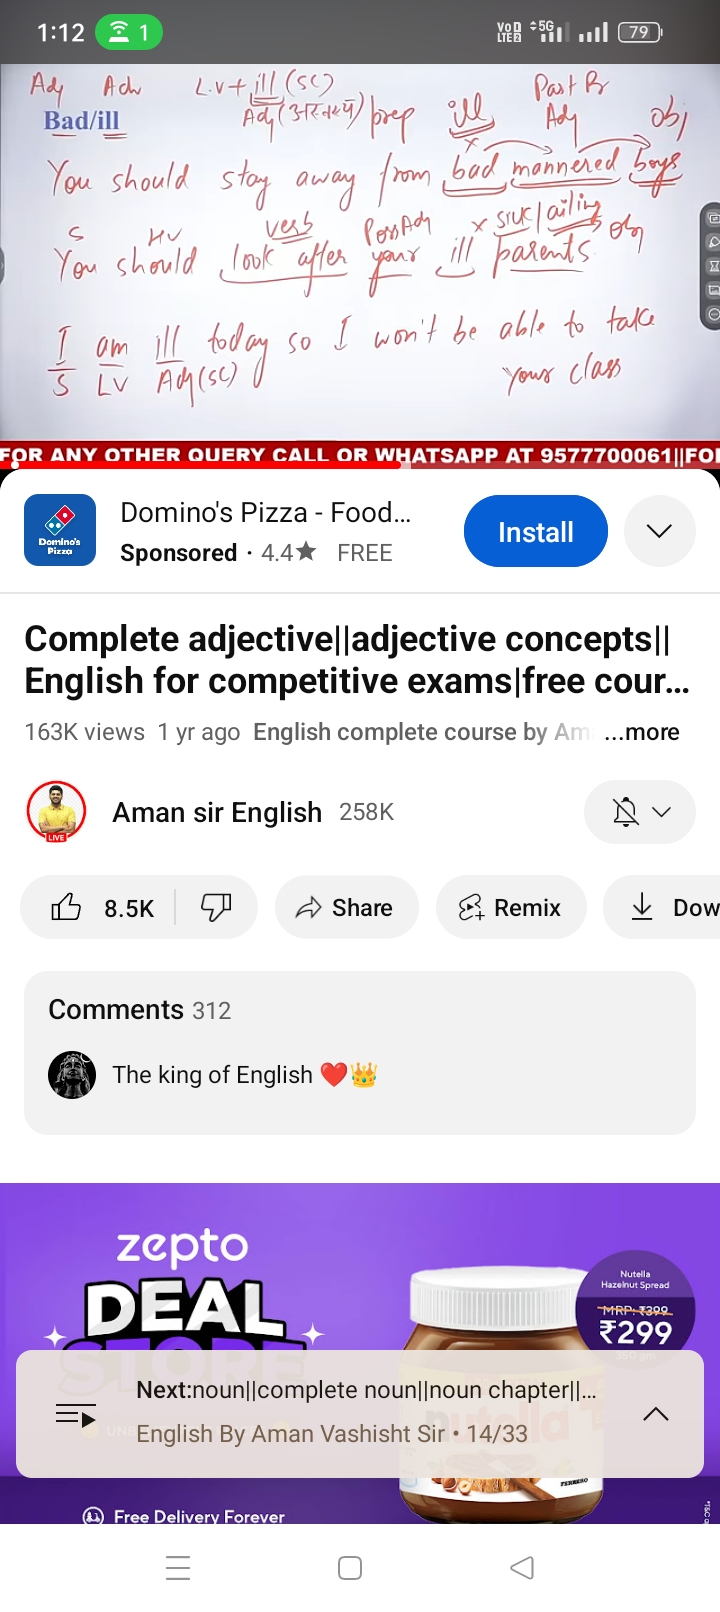 1:12
1
VoD LTE2
5G
79
Adj Adv L.V + ill (SC) Past Pr
Bad/ill Adj prep ill Adj obj
You should stay away from bad mannered boys
S HV verb Poss Adj x sick/ailing obj
You should look after your ill parents.
I am ill today so I won't be able to take
S LV Adj(SC) your class
FOR ANY OTHER QUERY CALL OR WHATSAPP AT 9577700061||FO
Domino's Pizza
Domino's Pizza - Food...
Sponsored · 4.4★ FREE
Install
Complete adjective||adjective concepts||
English for competitive exams|free cour...
163K views 1 yr ago English complete course by Am ...more
LIVE
Aman sir English 258K
8.5K
Share
Remix
Dow
Comments 312
The king of English ❤️👑
zepto
DEAL
STORE
Nutella
Hazelnut Spread
MRP: ₹399
₹299
Next:noun||complete noun||noun chapter||...
English By Aman Vashisht Sir • 14/33
nutella
FERRERO
Free Delivery Forever